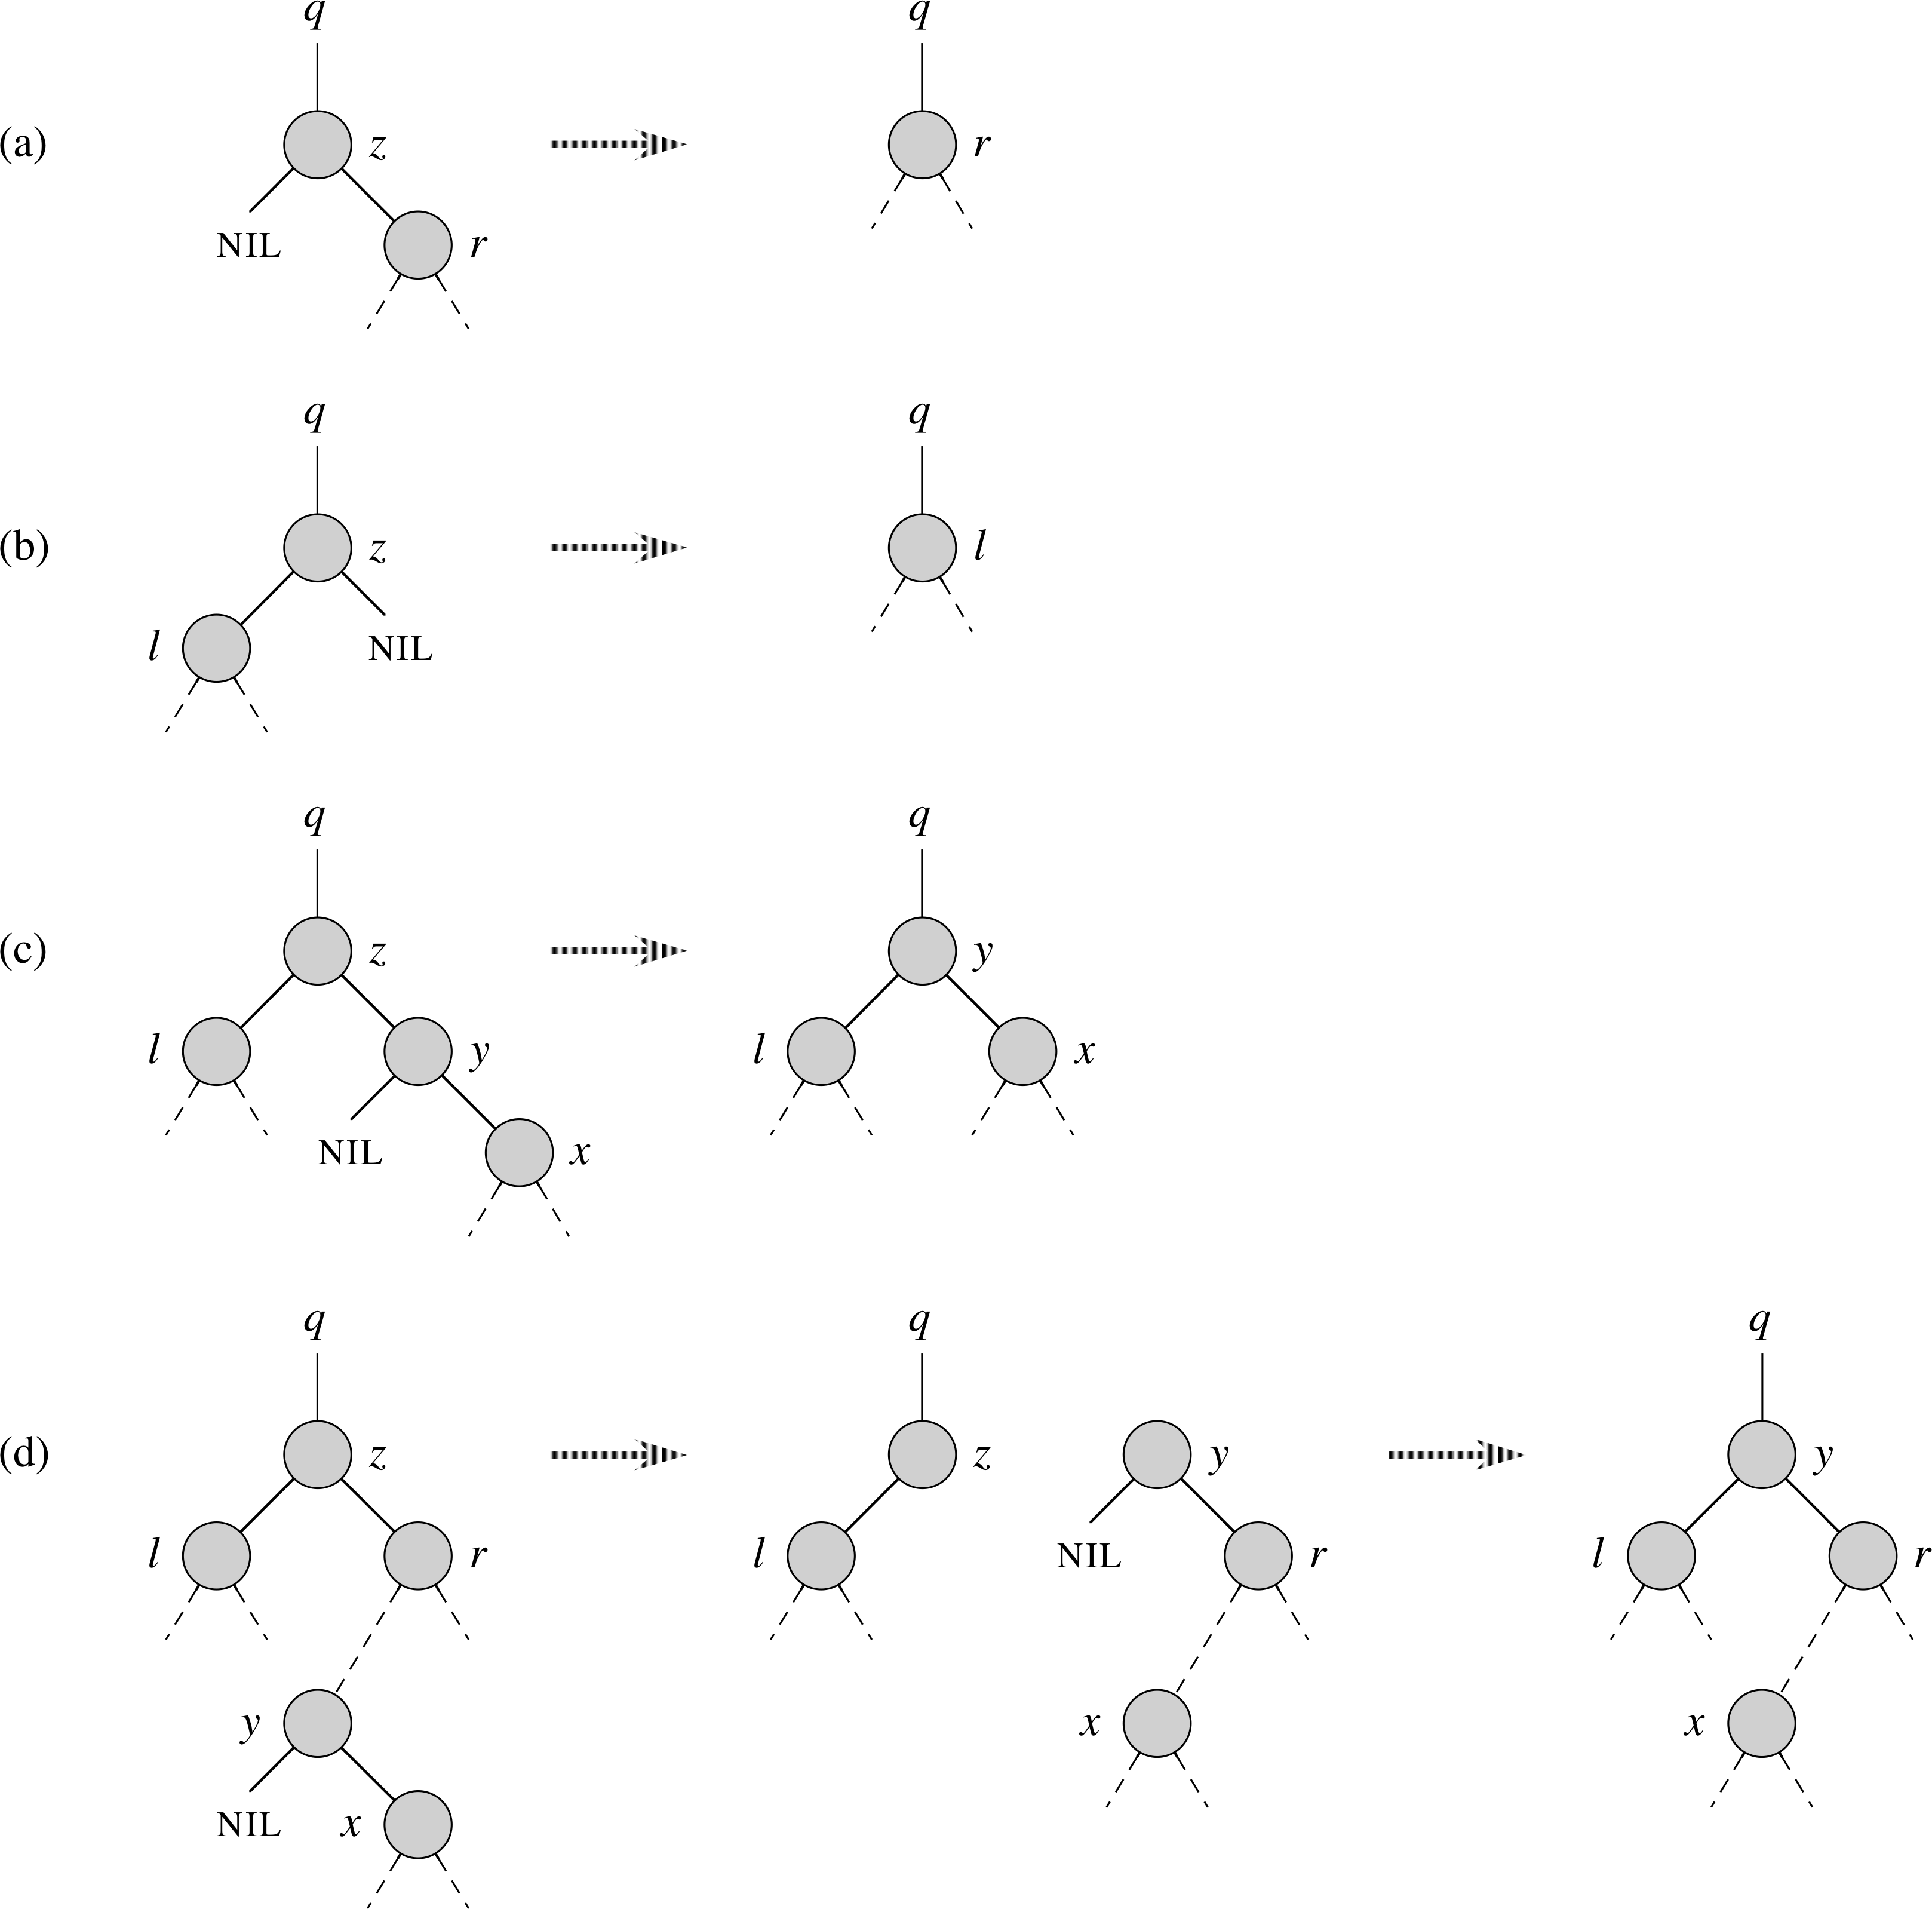 q q
(a) z r
NIL r
q q
(b) z l
l NIL
q q
(c) z y
l y l x
NIL x
q q q
(d) z z y y
l r l NIL r l r
y x x
NIL x